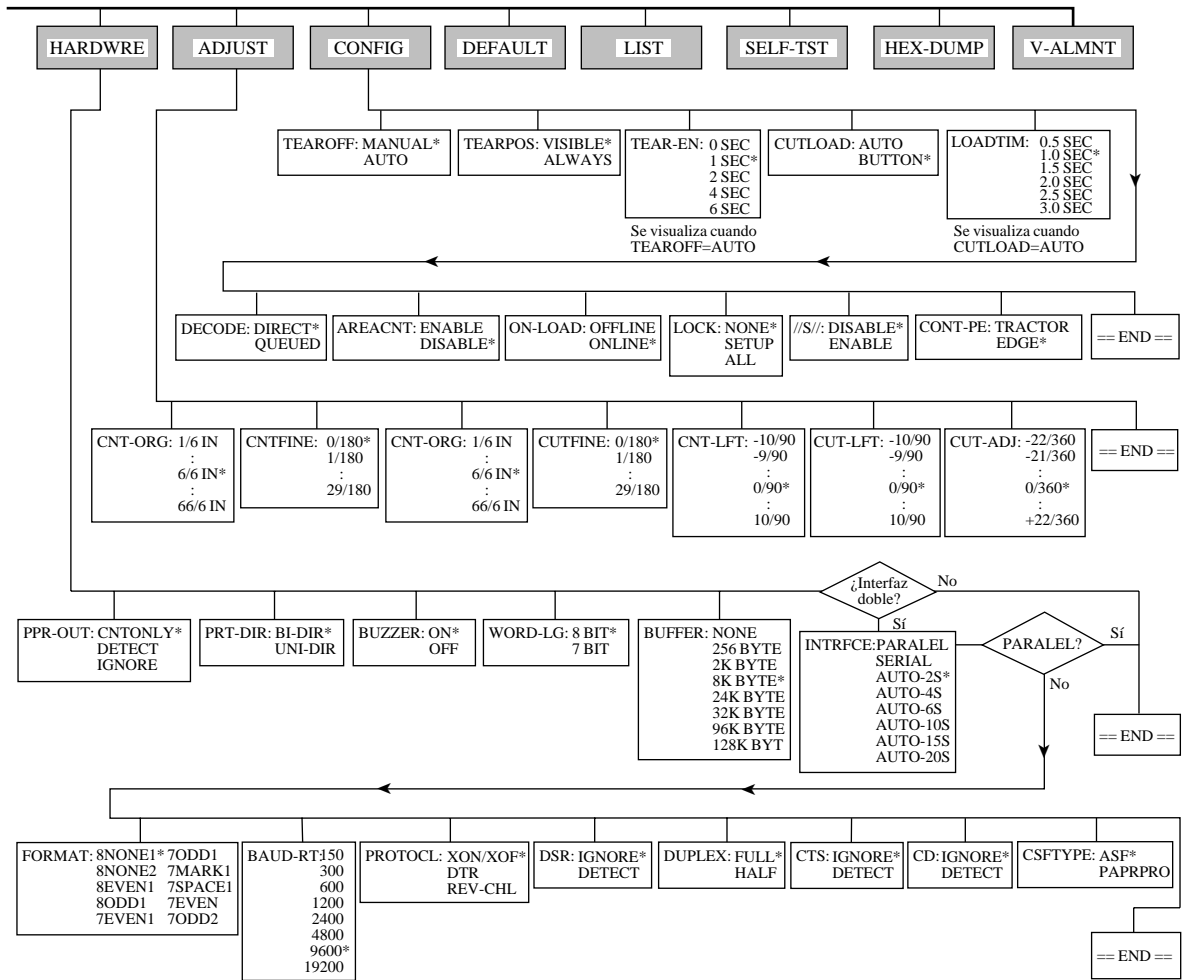 HARDWRE ADJUST CONFIG DEFAULT LIST SELF-TST HEX-DUMP V-ALMNT
TEAROFF: MANUAL*
AUTO
TEARPOS: VISIBLE*
ALWAYS
TEAR-EN: 0 SEC
1 SEC*
2 SEC
4 SEC
6 SEC
Se visualiza cuando
TEAROFF=AUTO
CUTLOAD: AUTO
BUTTON*
LOADTIM: 0.5 SEC
1.0 SEC*
1.5 SEC
2.0 SEC
2.5 SEC
3.0 SEC
Se visualiza cuando
CUTLOAD=AUTO
DECODE: DIRECT*
QUEUED
AREACNT: ENABLE
DISABLE*
ON-LOAD: OFFLINE
ONLINE*
LOCK: NONE*
SETUP
ALL
//S//: DISABLE*
ENABLE
CONT-PE: TRACTOR
EDGE*
== END ==
CNT-ORG: 1/6 IN
:
6/6 IN*
:
66/6 IN
CNTFINE: 0/180*
1/180
:
29/180
CNT-ORG: 1/6 IN
:
6/6 IN*
:
66/6 IN
CUTFINE: 0/180*
1/180
:
29/180
CNT-LFT: -10/90
-9/90
:
0/90*
:
10/90
CUT-LFT: -10/90
-9/90
:
0/90*
:
10/90
CUT-ADJ: -22/360
-21/360
:
0/360*
:
+22/360
== END ==
PPR-OUT: CNTONLY*
DETECT
IGNORE
PRT-DIR: BI-DIR*
UNI-DIR
BUZZER: ON*
OFF
WORD-LG: 8 BIT*
7 BIT
BUFFER: NONE
256 BYTE
2K BYTE
8K BYTE*
24K BYTE
32K BYTE
96K BYTE
128K BYT
¿Interfaz
doble?
No
Sí
INTRFCE: PARALEL
SERIAL
AUTO-2S*
AUTO-4S
AUTO-6S
AUTO-10S
AUTO-15S
AUTO-20S
PARALEL?
Sí
No
== END ==
FORMAT: 8NONE1* 7ODD1
8NONE2 7MARK1
8EVEN1 7SPACE1
8ODD1 7EVEN
7EVEN1 7ODD2
BAUD-RT: 150
300
600
1200
2400
4800
9600*
19200
PROTOCL: XON/XOF*
DTR
REV-CHL
DSR: IGNORE*
DETECT
DUPLEX: FULL*
HALF
CTS: IGNORE*
DETECT
CD: IGNORE*
DETECT
CSFTYPE: ASF*
PAPRPRO
== END ==